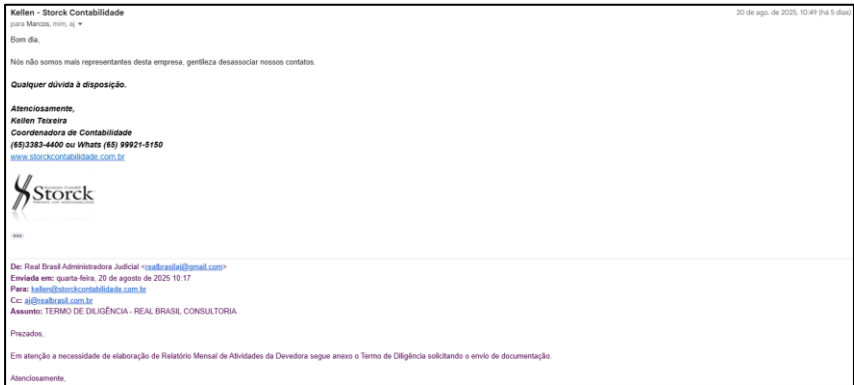 Kellen - Storck Contabilidade
20 de ago. de 2025, 10:49 (há 5 dias)
para Marcos, mim, aj
Bom dia,
Nós não somos mais representantes desta empresa, gentileza desassociar nossos contatos.
Qualquer dúvida à disposição.
Atenciosamente,
Kellen Teixeira
Coordenadora de Contabilidade
(65)3383-4400 ou Whats (65) 99921-5150
www.storckcontabilidade.com.br
Storck
De: Real Brasil Administradora Judicial <realbrasilaj@gmail.com>
Enviada em: quarta-feira, 20 de agosto de 2025 10:17
Para: kellen@storckcontabilidade.com.br
Cc: aj@realbrasil.com.br
Assunto: TERMO DE DILIGÊNCIA - REAL BRASIL CONSULTORIA
Prezados,
Em atenção a necessidade de elaboração de Relatório Mensal de Atividades da Devedora segue anexo o Termo de Diligência solicitando o envio de documentação.
Atenciosamente,